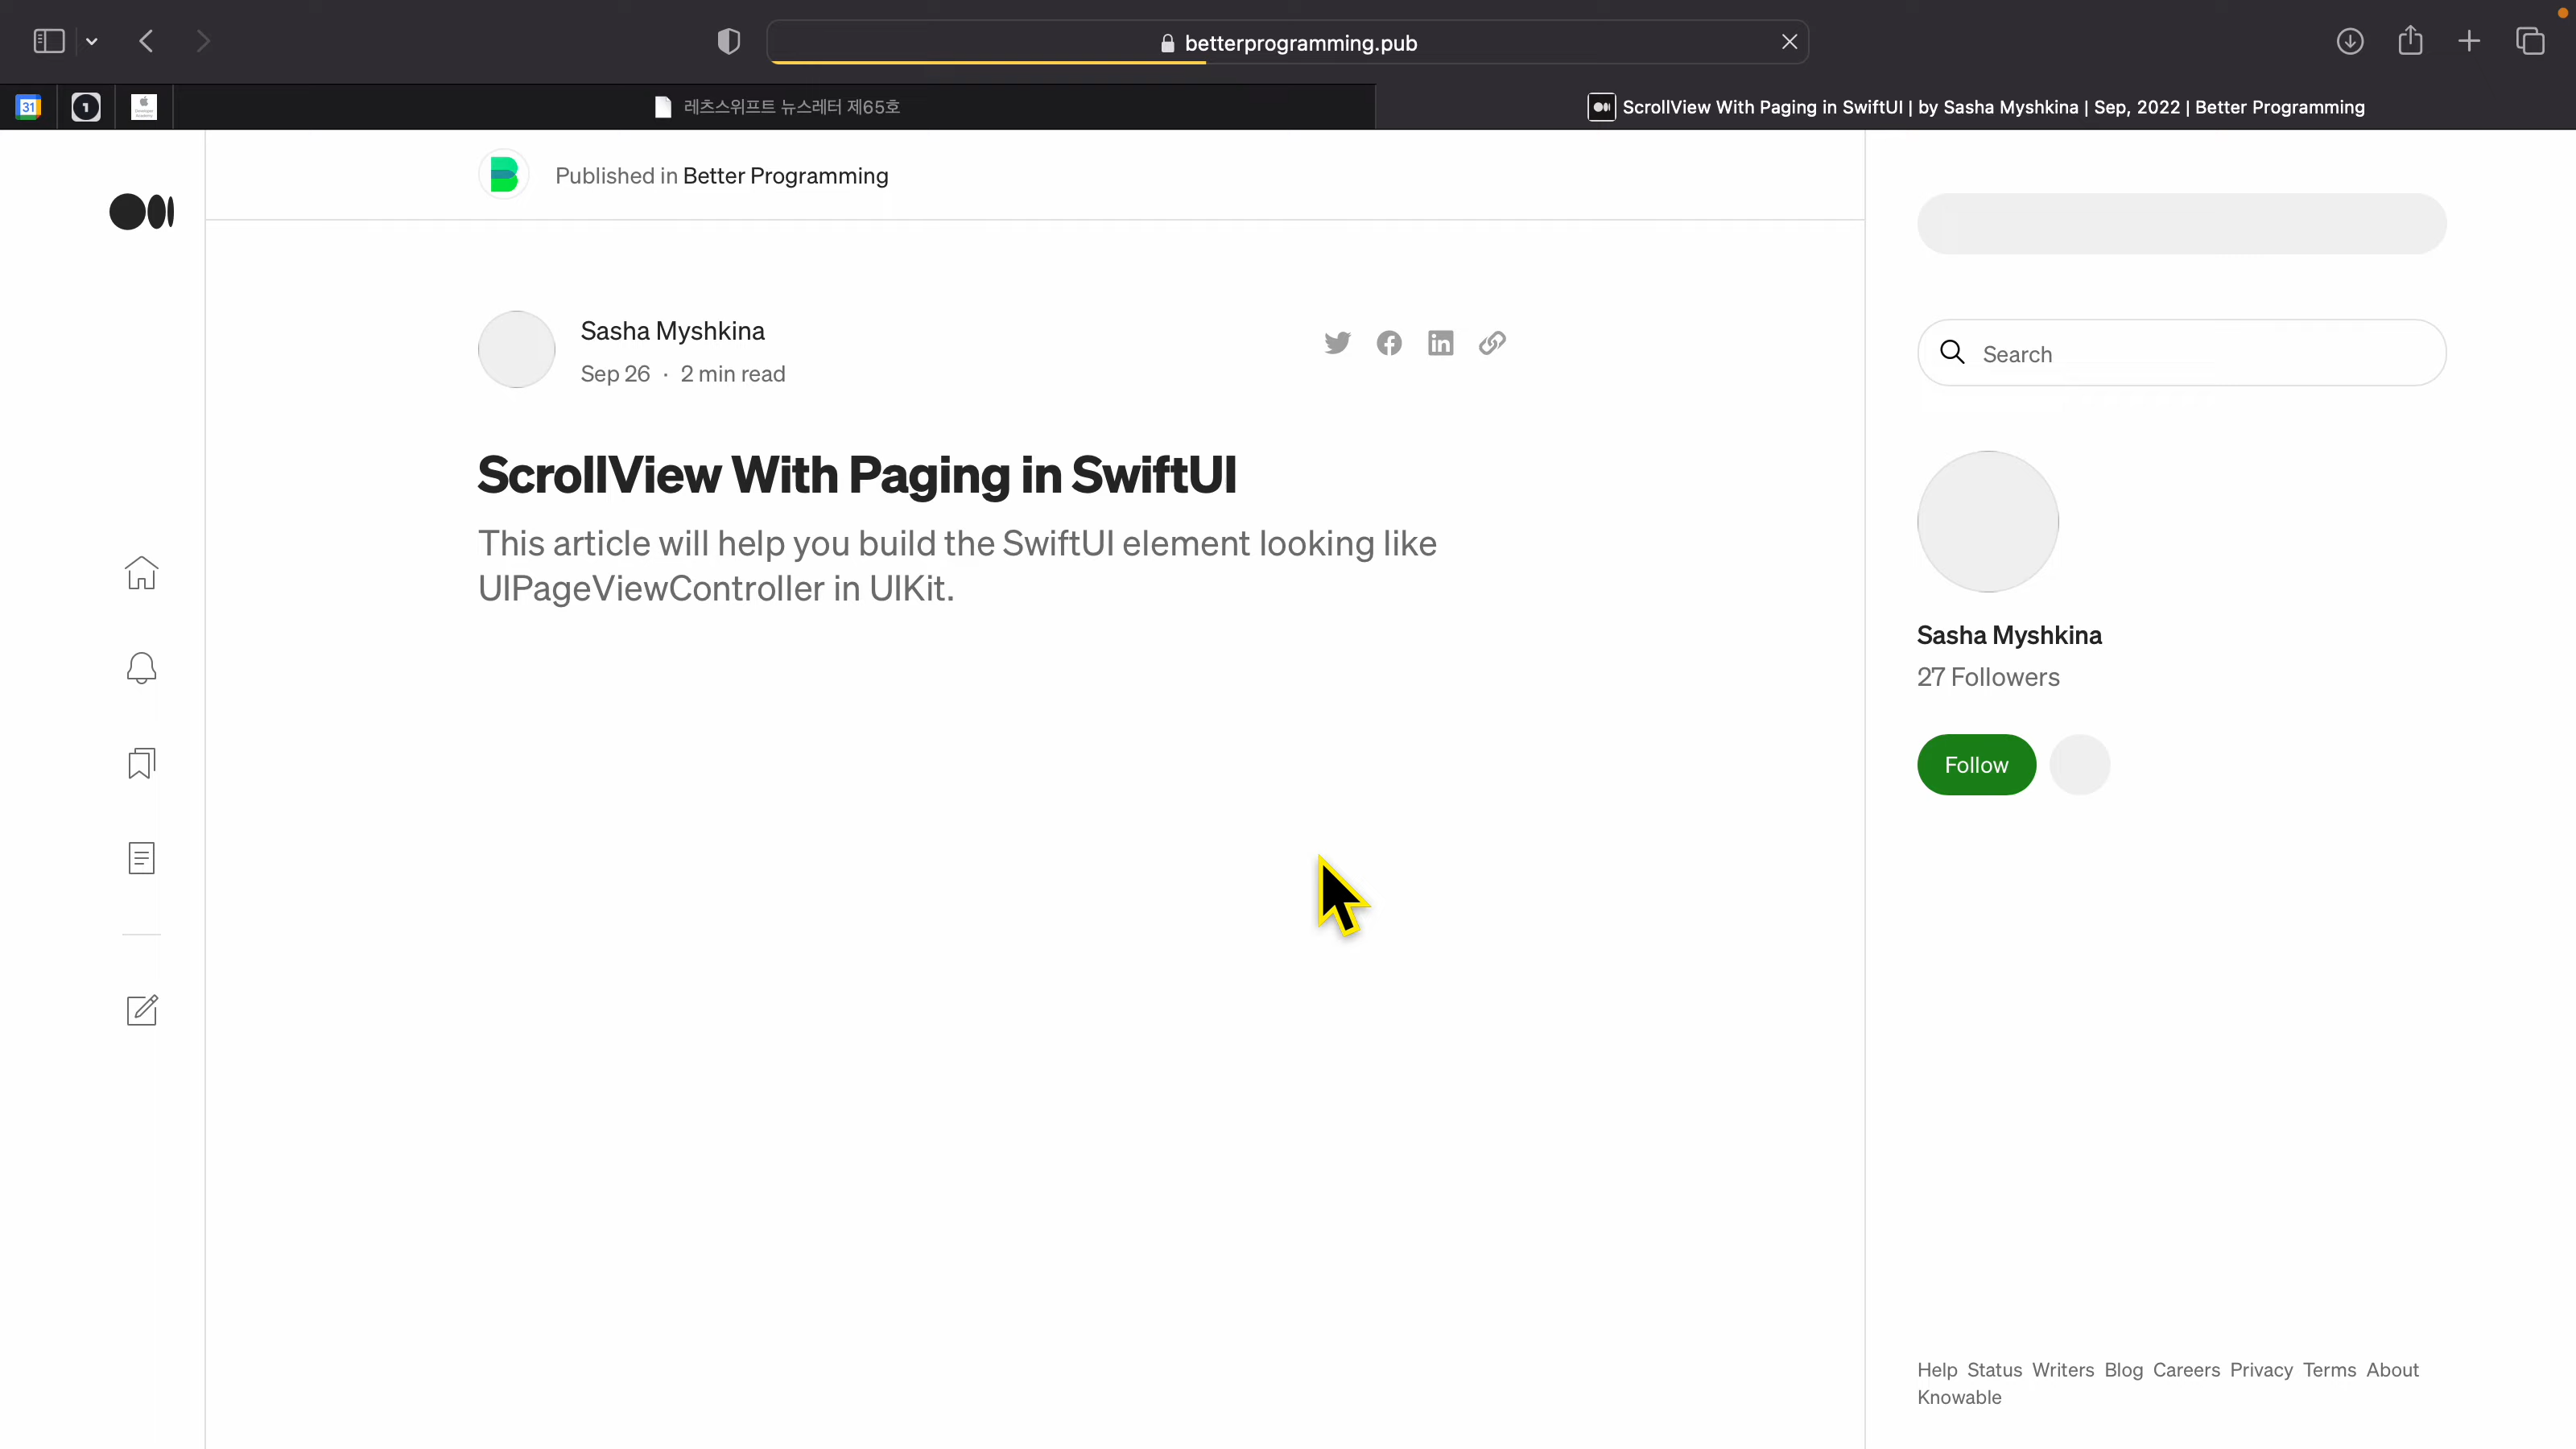 betterprogramming.pub
31
1
레츠스위프트 뉴스레터 제65호
ScrollView With Paging in SwiftUI | by Sasha Myshkina | Sep, 2022 | Better Programming
Published in Better Programming
Sasha Myshkina
Sep 26 · 2 min read
ScrollView With Paging in SwiftUI
This article will help you build the SwiftUI element looking like
UIPageViewController in UIKit.
Search
Sasha Myshkina
27 Followers
Follow
Help Status Writers Blog Careers Privacy Terms About
Knowable